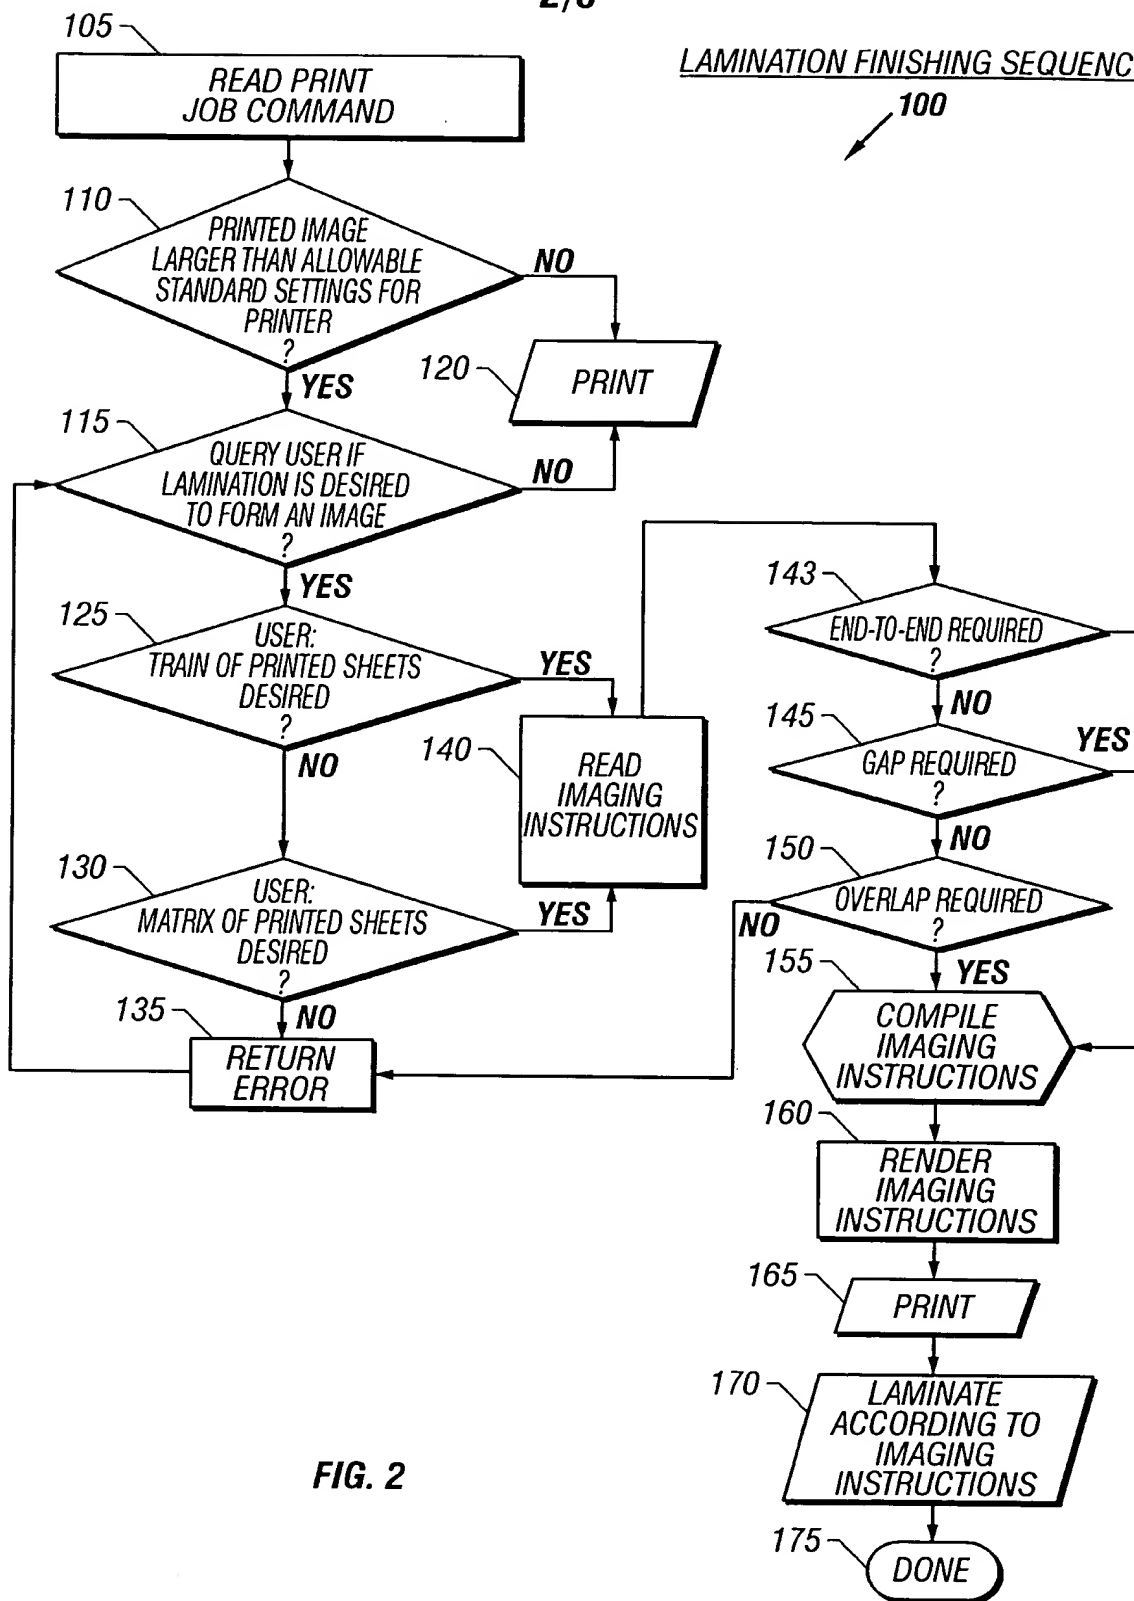 105
READ PRINT
JOB COMMAND
LAMINATION FINISHING SEQUENC
100
110
PRINTED IMAGE
LARGER THAN ALLOWABLE
STANDARD SETTINGS FOR
PRINTER
?
NO
YES
120
PRINT
115
QUERY USER IF
LAMINATION IS DESIRED
TO FORM AN IMAGE
?
NO
YES
125
USER:
TRAIN OF PRINTED SHEETS
DESIRED
?
YES
NO
140
READ
IMAGING
INSTRUCTIONS
130
USER:
MATRIX OF PRINTED SHEETS
DESIRED
?
YES
NO
135
RETURN
ERROR
143
END-TO-END REQUIRED
?
NO
145
GAP REQUIRED
?
YES
NO
150
OVERLAP REQUIRED
?
NO
YES
155
COMPILE
IMAGING
INSTRUCTIONS
160
RENDER
IMAGING
INSTRUCTIONS
165
PRINT
170
LAMINATE
ACCORDING TO
IMAGING
INSTRUCTIONS
175
DONE
FIG. 2